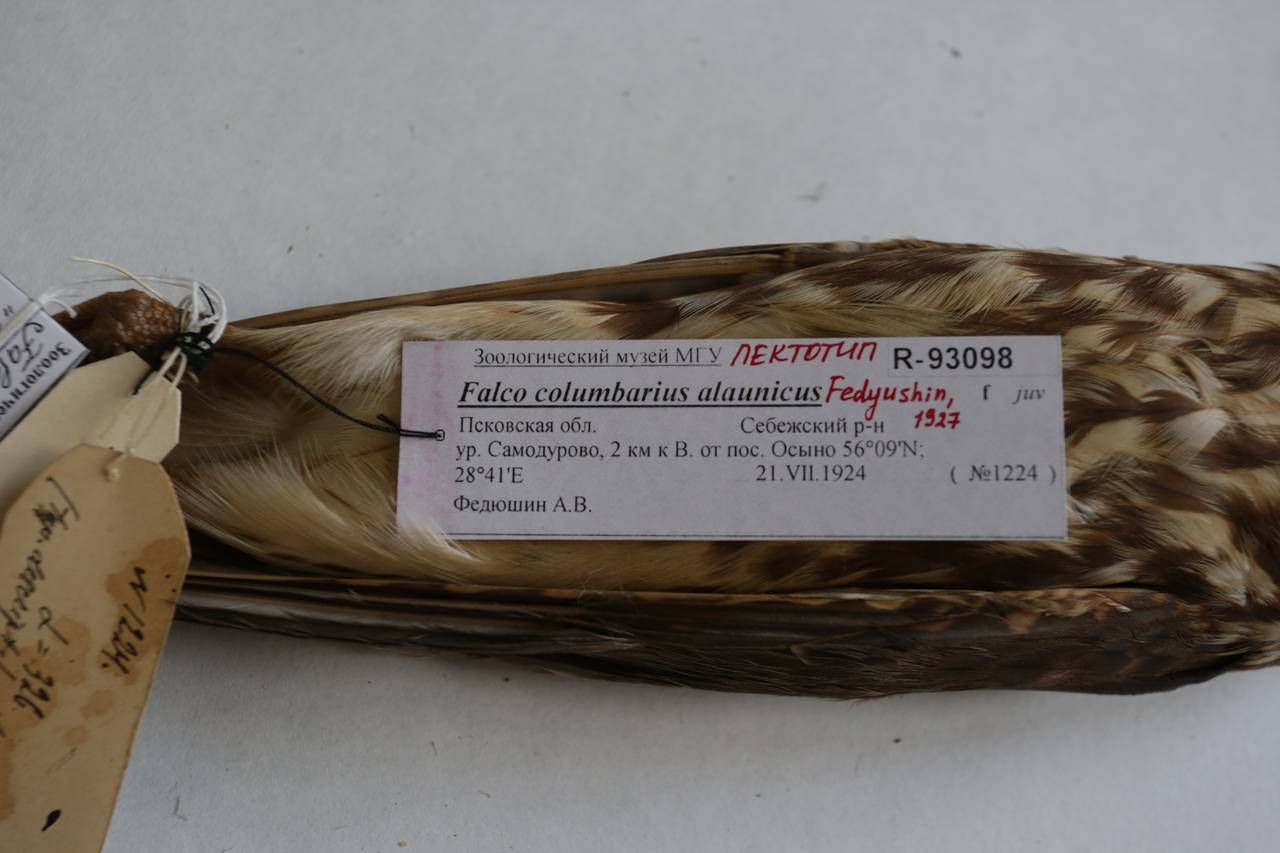 Зоологический музей МГУ ЛЕКТОТИП R-93098
Falco columbarius alaunicus Fedyushin, 1927 f juv
Псковская обл. Себежский р-н
ур. Самодурово, 2 км к В. от пос. Осыно 56°09'N;
28°41'E 21.VII.1924 ( №1224 )
Федюшин А.В.
N 1224.